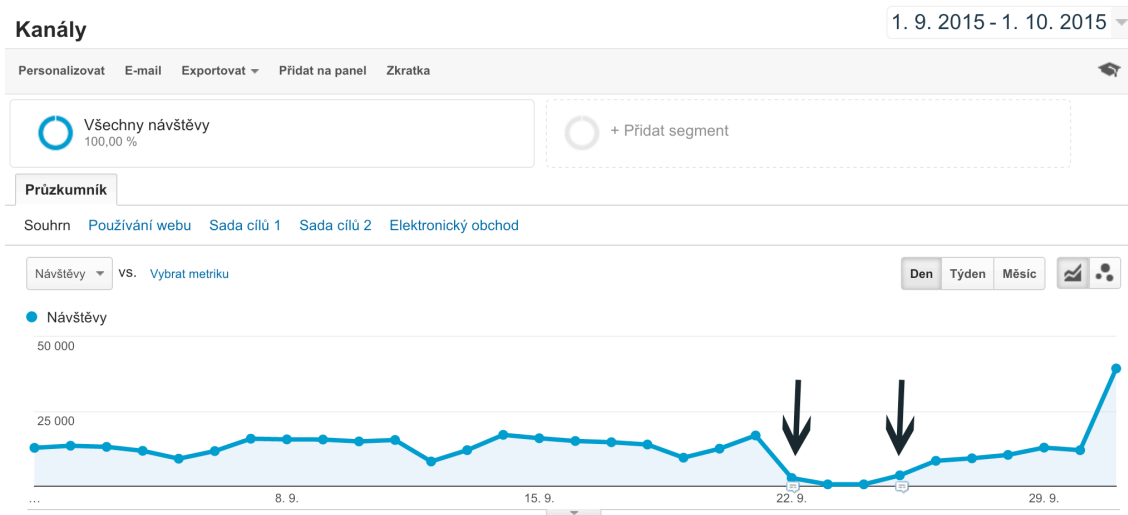 Kanály
1. 9. 2015 - 1. 10. 2015
Personalizovat E-mail Exportovat Přidat na panel Zkratka
Všechny návštěvy
100,00 %
+ Přidat segment
Průzkumník
Souhrn Používání webu Sada cílů 1 Sada cílů 2 Elektronický obchod
Návštěvy VS. Vybrat metriku
Den Týden Měsíc
Návštěvy
50 000
25 000
... 8. 9. 15. 9. 22. 9. 29. 9.